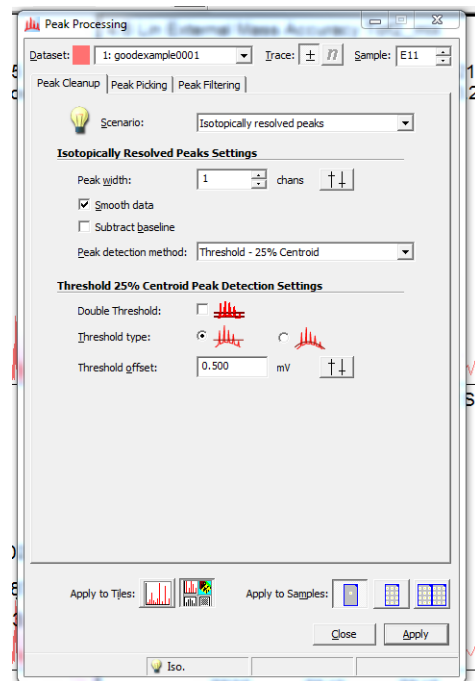 Peak Processing
Dataset: 1: goodexample0001 Trace: ± n Sample: E11
Peak Cleanup Peak Picking Peak Filtering
Scenario: Isotopically resolved peaks
Isotopically Resolved Peaks Settings
Peak width: 1 chans
Smooth data
Subtract baseline
Peak detection method: Threshold - 25% Centroid
Threshold 25% Centroid Peak Detection Settings
Double Threshold:
Threshold type:
Threshold offset: 0.500 mV
Apply to Tiles: Apply to Samples:
Close Apply
Iso.